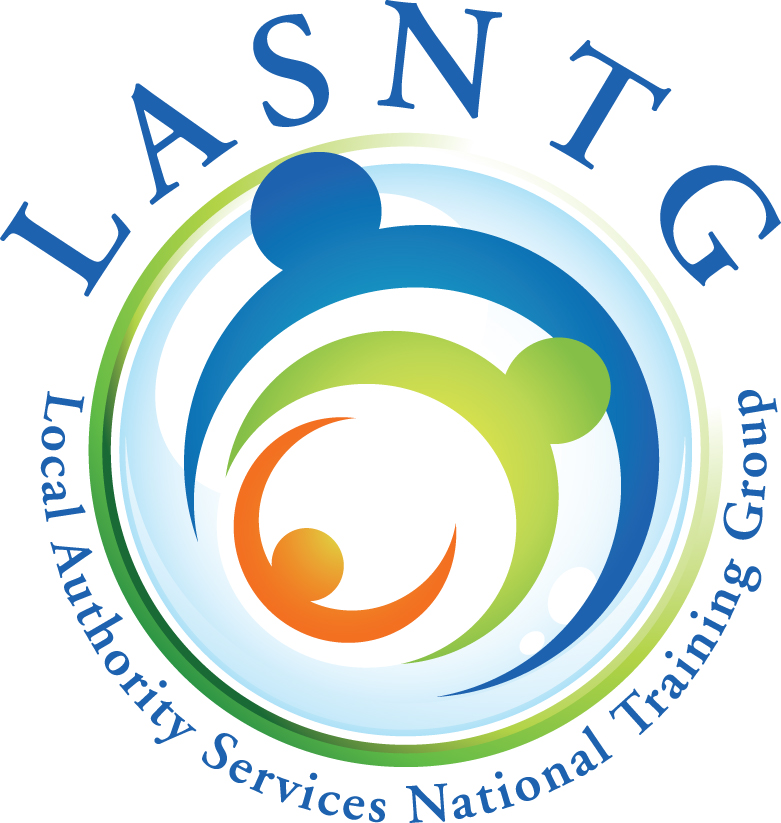 LASNTG
Local Authority Services National Training Group